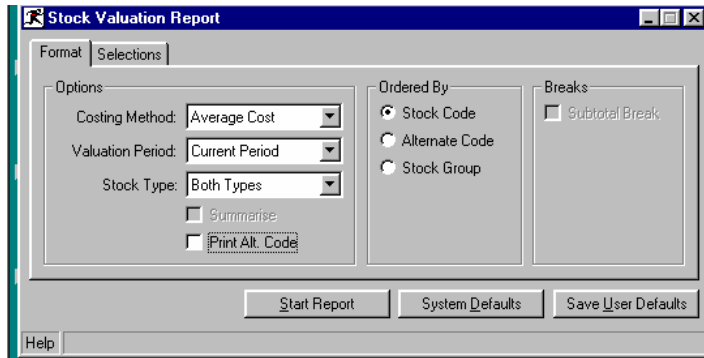 Stock Valuation Report
Format Selections
Options
Costing Method: Average Cost
Valuation Period: Current Period
Stock Type: Both Types
Summarise
Print Alt. Code
Ordered By
Stock Code
Alternate Code
Stock Group
Breaks
Subtotal Break
Start Report System Defaults Save User Defaults
Help